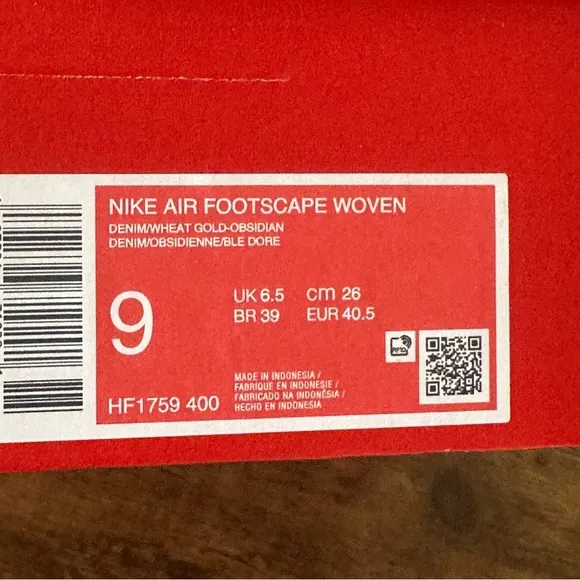 NIKE AIR FOOTSCAPE WOVEN
DENIM/WHEAT GOLD-OBSIDIAN
DENIM/OBSIDIENNE/BLE DORE
9
UK 6.5 cm 26
BR 39 EUR 40.5
HF1759 400
MADE IN INDONESIA /
FABRIQUE EN INDONESIE /
FABRICADO NA INDONÉSIA /
HECHO EN INDONESIA